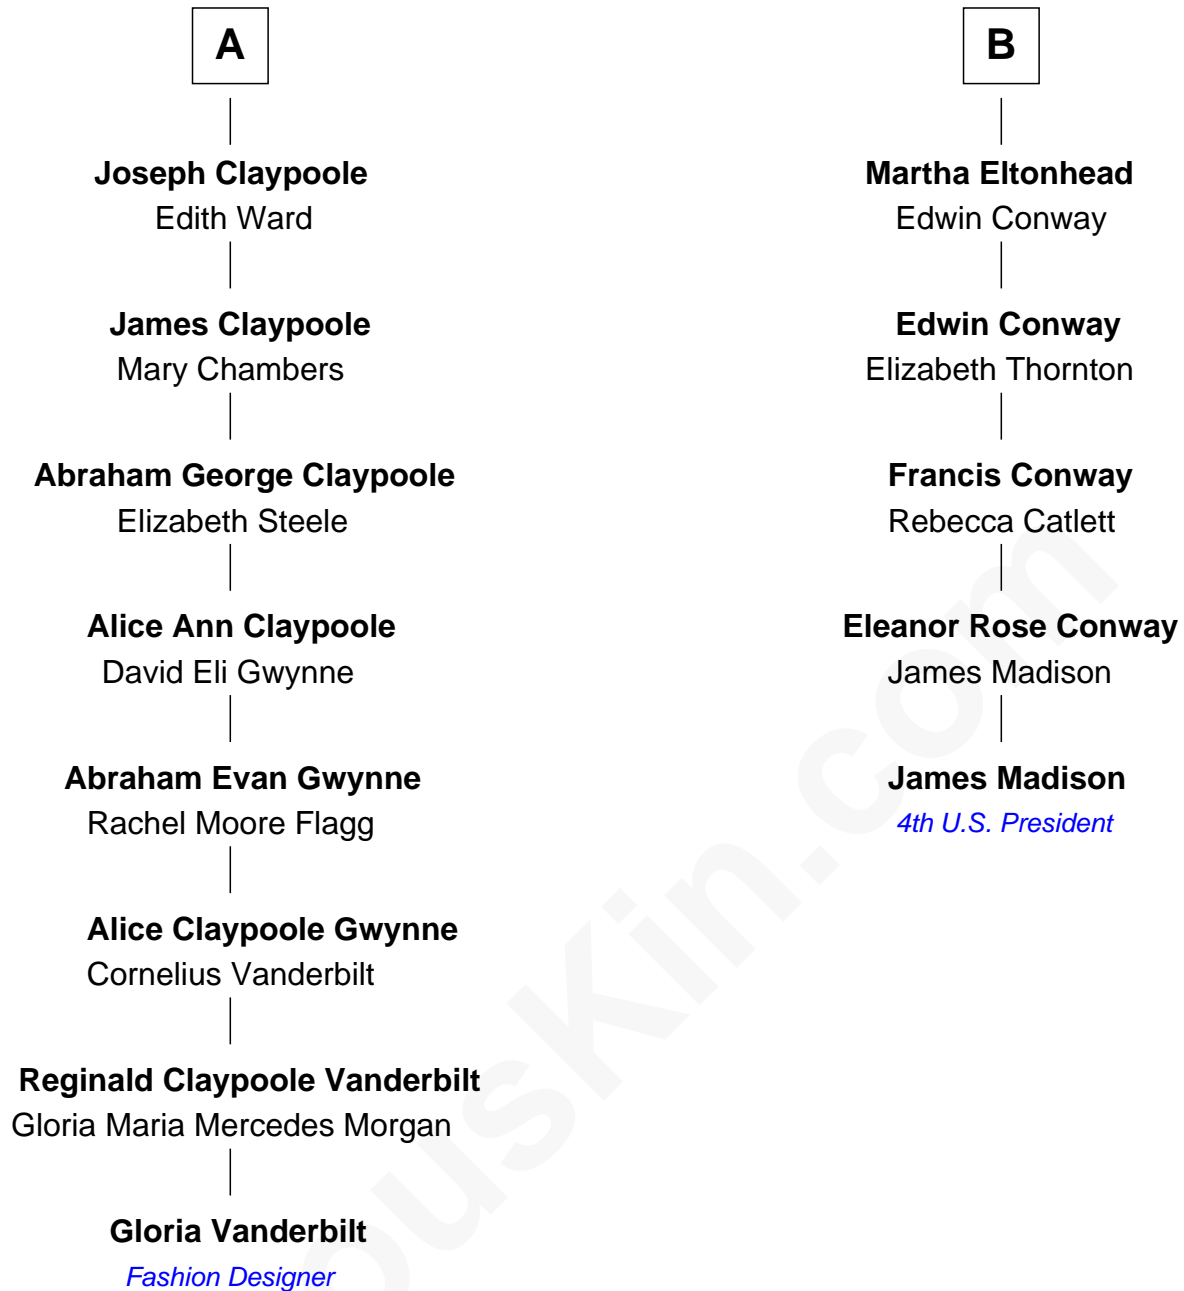 A
Joseph Claypoole
Edith Ward
James Claypoole
Mary Chambers
Abraham George Claypoole
Elizabeth Steele
Alice Ann Claypoole
David Eli Gwynne
Abraham Evan Gwynne
Rachel Moore Flagg
Alice Claypoole Gwynne
Cornelius Vanderbilt
Reginald Claypoole Vanderbilt
Gloria Maria Mercedes Morgan
Gloria Vanderbilt
Fashion Designer
B
Martha Eltonhead
Edwin Conway
Edwin Conway
Elizabeth Thornton
Francis Conway
Rebecca Catlett
Eleanor Rose Conway
James Madison
James Madison
4th U.S. President
ousKin.com